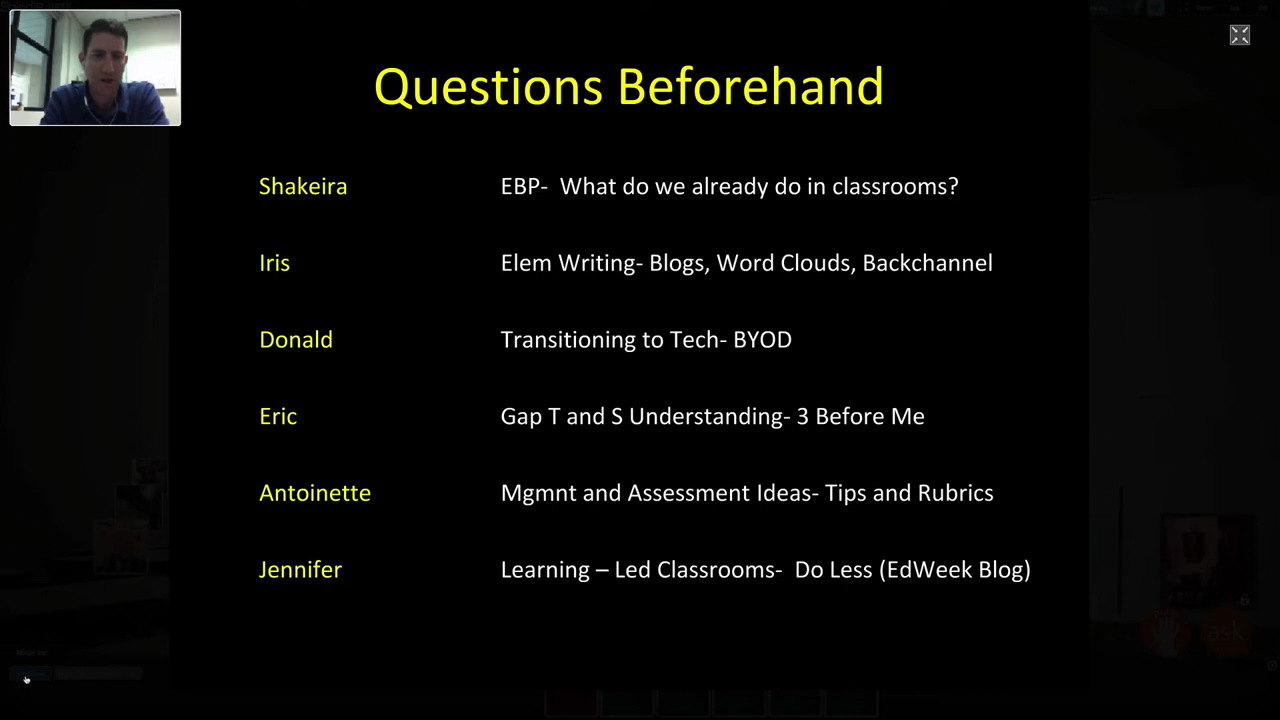 Questions Beforehand
Shakeira EBP- What do we already do in classrooms?
Iris Elem Writing- Blogs, Word Clouds, Backchannel
Donald Transitioning to Tech- BYOD
Eric Gap T and S Understanding- 3 Before Me
Antoinette Mgmnt and Assessment Ideas- Tips and Rubrics
Jennifer Learning – Led Classrooms- Do Less (EdWeek Blog)
ask